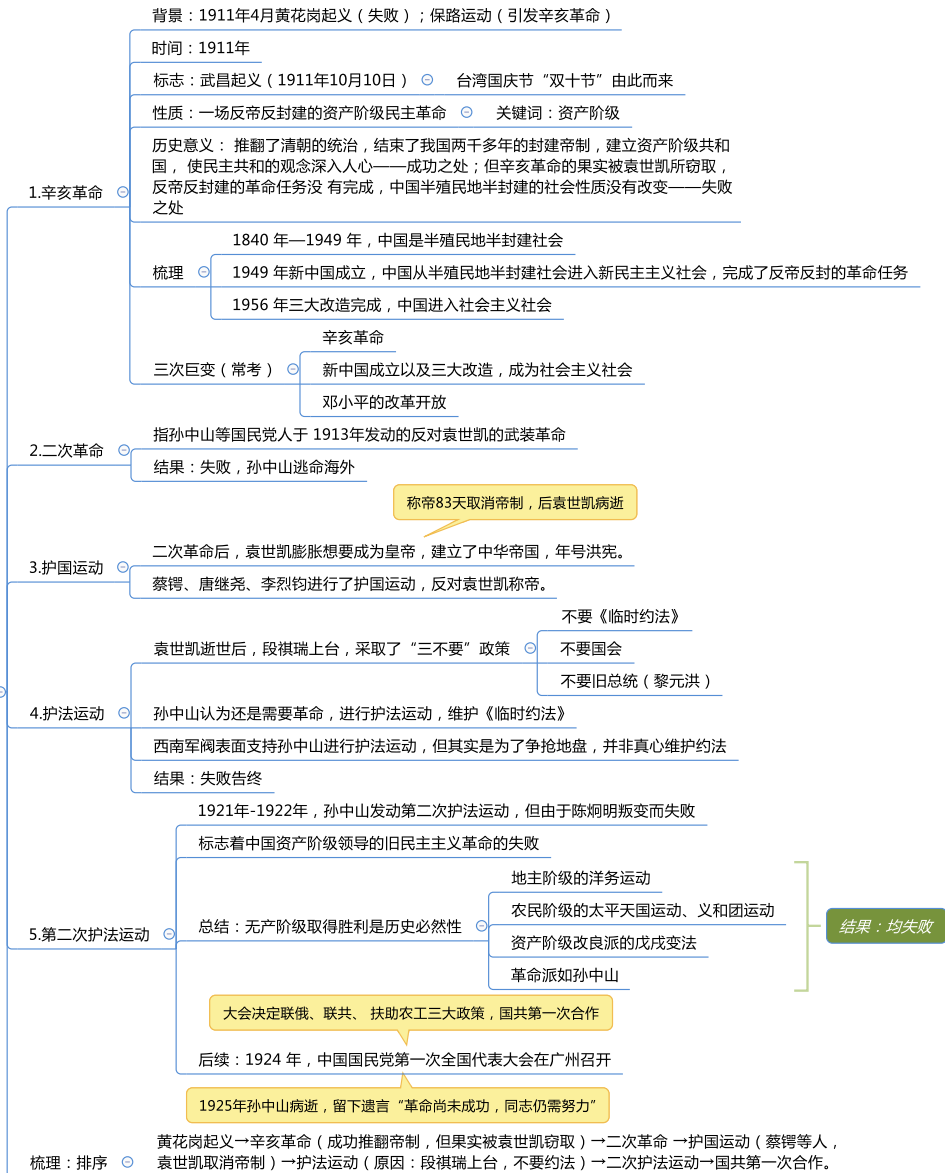 背景：1911年4月黄花岗起义（失败）；保路运动（引发辛亥革命）
时间：1911年
标志：武昌起义（1911年10月10日）
台湾国庆节“双十节”由此而来
性质：一场反帝反封建的资产阶级民主革命
关键词：资产阶级
历史意义： 推翻了清朝的统治，结束了我国两千多年的封建帝制，建立资产阶级共和
国， 使民主共和的观念深入人心——成功之处；但辛亥革命的果实被袁世凯所窃取，
反帝反封建的革命任务没 有完成，中国半殖民地半封建的社会性质没有改变——失败
之处
1.辛亥革命
1840 年—1949 年，中国是半殖民地半封建社会
梳理
1949 年新中国成立，中国从半殖民地半封建社会进入新民主主义社会，完成了反帝反封的革命任务
1956 年三大改造完成，中国进入社会主义社会
辛亥革命
三次巨变（常考）
新中国成立以及三大改造，成为社会主义社会
邓小平的改革开放
指孙中山等国民党人于 1913年发动的反对袁世凯的武装革命
2.二次革命
结果：失败，孙中山逃命海外
称帝83天取消帝制，后袁世凯病逝
二次革命后，袁世凯膨胀想要成为皇帝，建立了中华帝国，年号洪宪。
3.护国运动
蔡锷、唐继尧、李烈钧进行了护国运动，反对袁世凯称帝。
不要《临时约法》
袁世凯逝世后，段祺瑞上台，采取了“三不要”政策
不要国会
不要旧总统（黎元洪）
4.护法运动
孙中山认为还是需要革命，进行护法运动，维护《临时约法》
西南军阀表面支持孙中山进行护法运动，但其实是为了争抢地盘，并非真心维护约法
结果：失败告终
1921年-1922年，孙中山发动第二次护法运动，但由于陈炯明叛变而失败
标志着中国资产阶级领导的旧民主主义革命的失败
地主阶级的洋务运动
农民阶级的太平天国运动、义和团运动
总结：无产阶级取得胜利是历史必然性
结果：均失败
5.第二次护法运动
资产阶级改良派的戊戌变法
革命派如孙中山
大会决定联俄、联共、 扶助农工三大政策，国共第一次合作
后续：1924 年，中国国民党第一次全国代表大会在广州召开
1925年孙中山病逝，留下遗言“革命尚未成功，同志仍需努力”
梳理：排序
黄花岗起义→辛亥革命（成功推翻帝制，但果实被袁世凯窃取）→二次革命 →护国运动（蔡锷等人，
袁世凯取消帝制）→护法运动（原因：段祺瑞上台，不要约法）→二次护法运动→国共第一次合作。